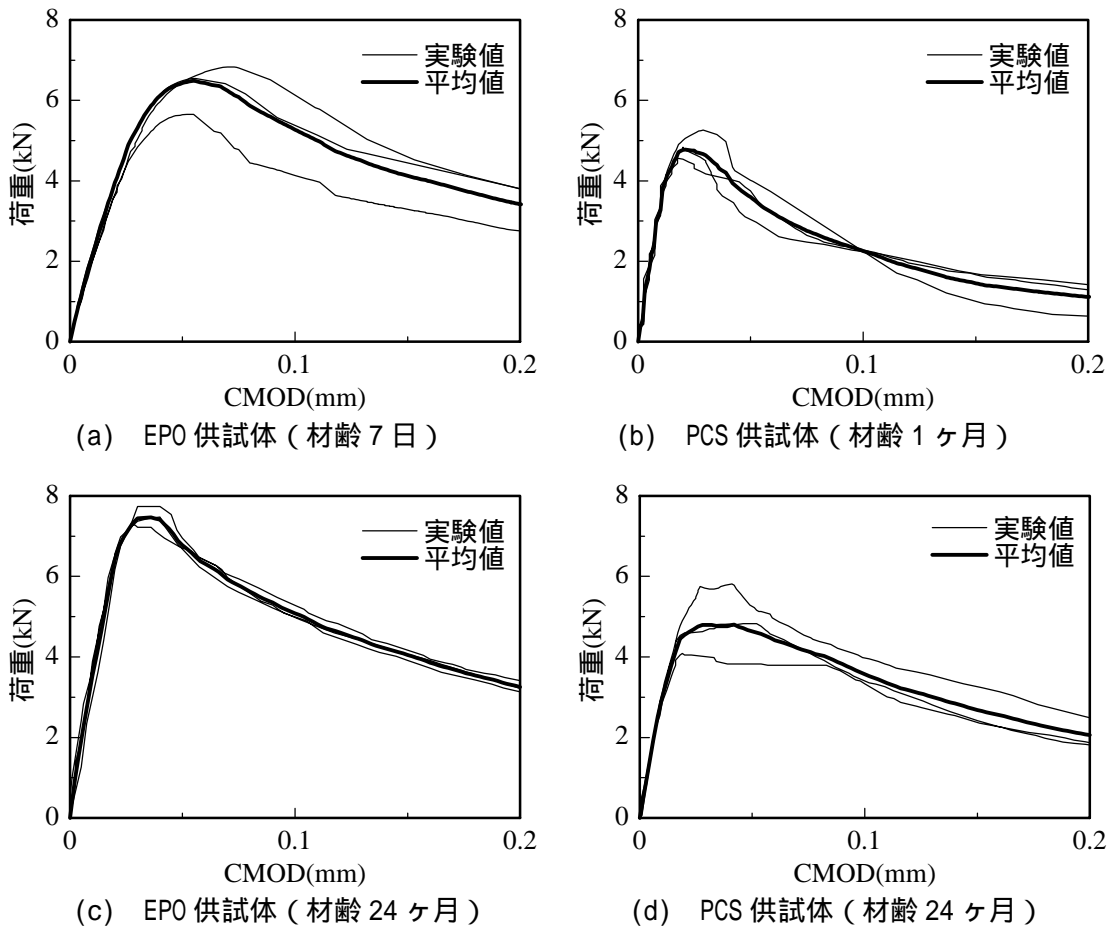 8
6
4
2
0
荷重(kN)
実験値
平均値
0
0.1
0.2
CMOD(mm)
(a) EPO 供試体（材齢 7 日）
8
6
4
2
0
荷重(kN)
実験値
平均値
0
0.1
0.2
CMOD(mm)
(b) PCS 供試体（材齢 1 ヶ月）
8
6
4
2
0
荷重(kN)
実験値
平均値
0
0.1
0.2
CMOD(mm)
(c) EPO 供試体（材齢 24 ヶ月）
8
6
4
2
0
荷重(kN)
実験値
平均値
0
0.1
0.2
CMOD(mm)
(d) PCS 供試体（材齢 24 ヶ月）